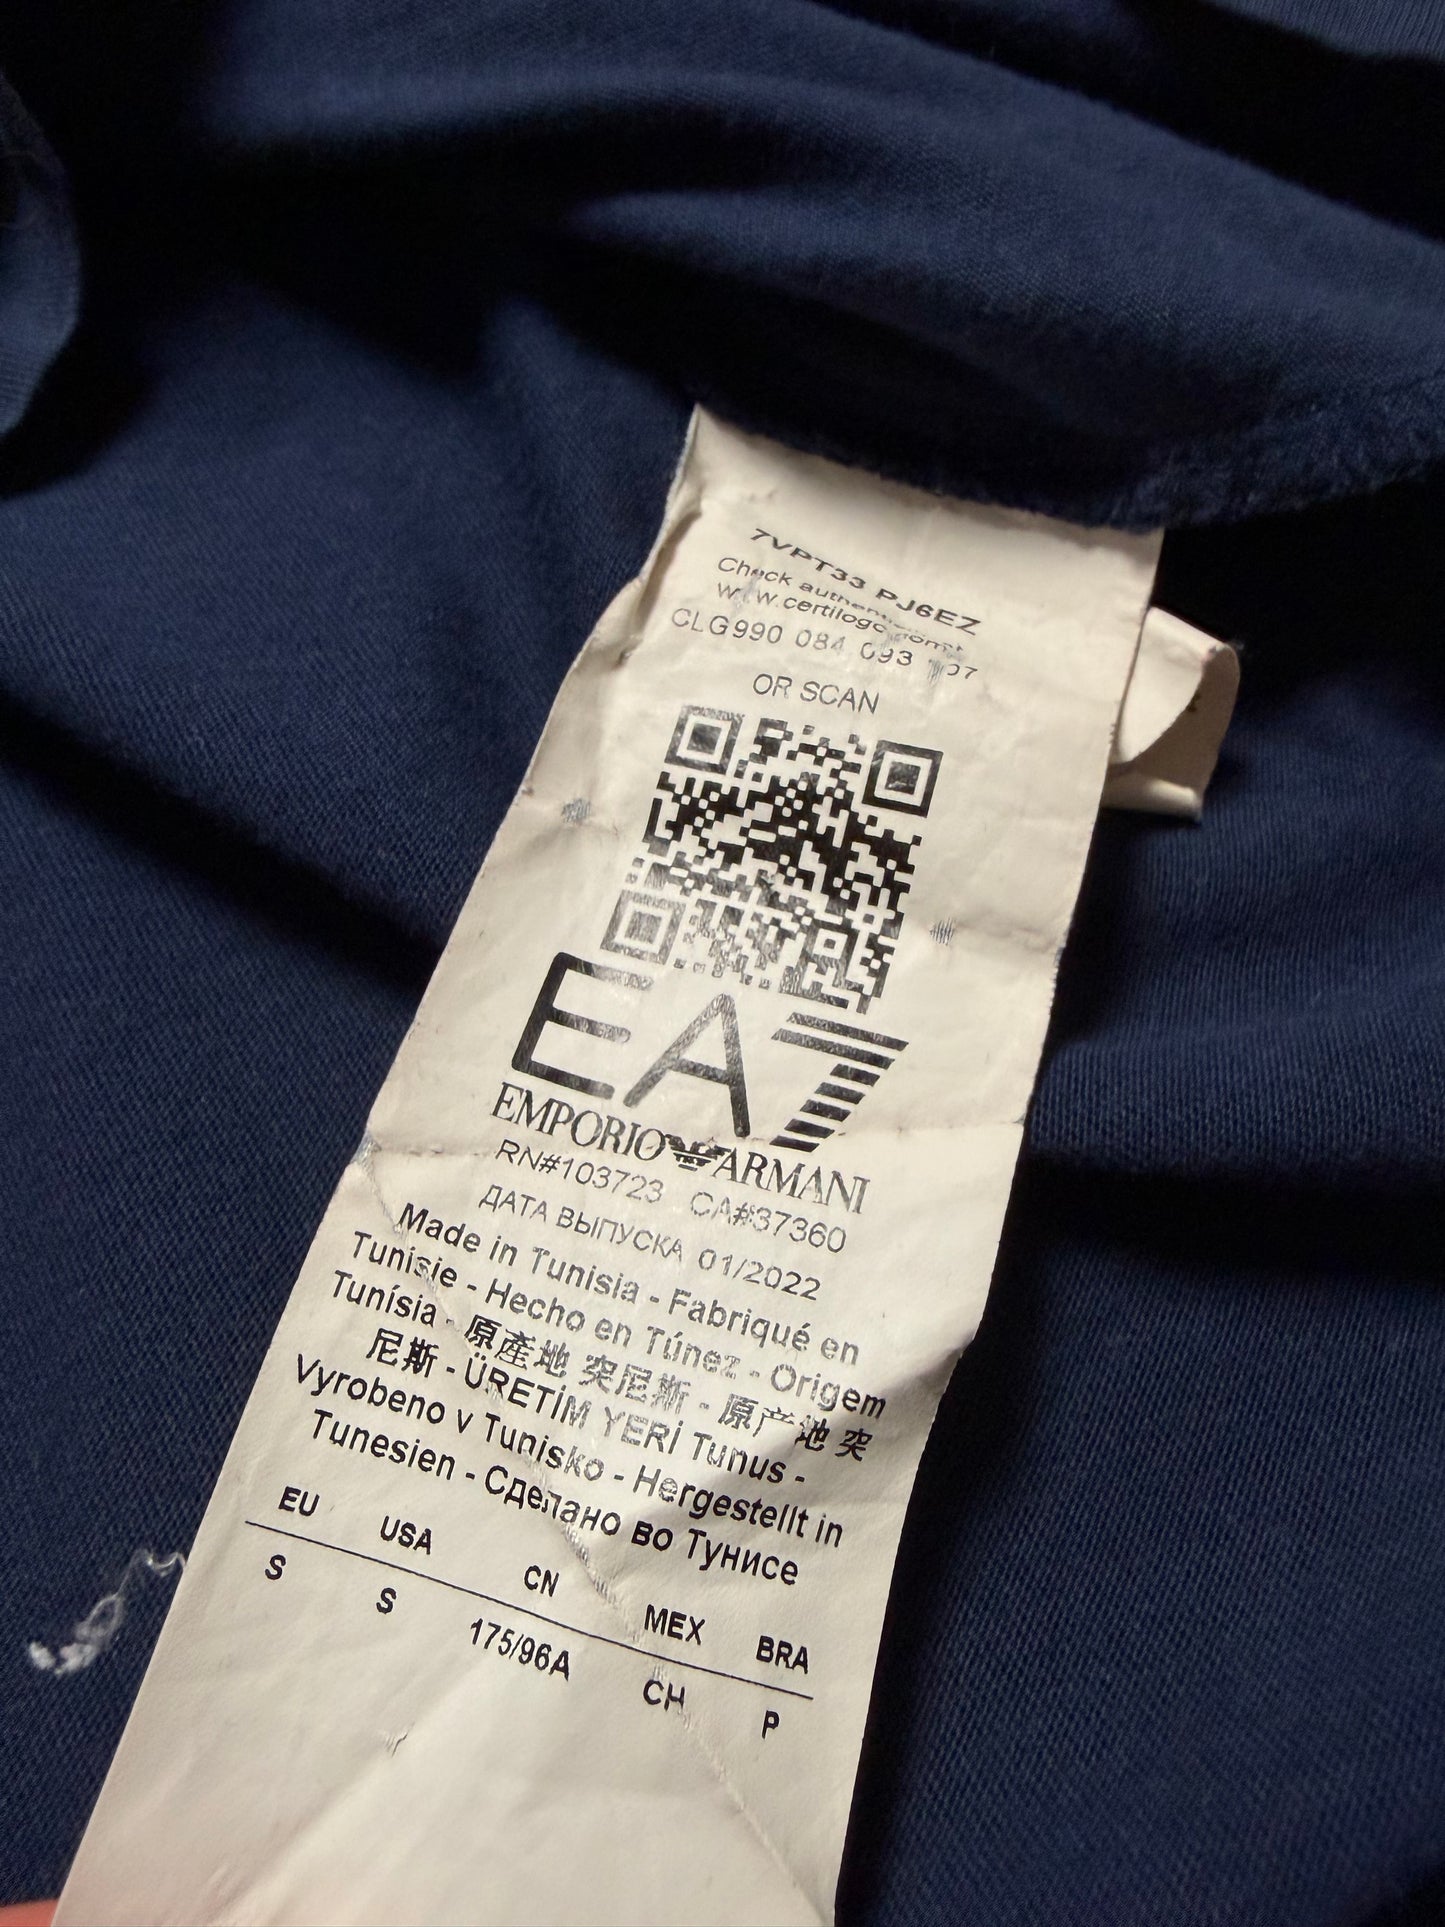 7VPT33 PJ6EZ
Check
www.certilogo.com
CLG990 084 093
OR SCAN
EA7
EMPORIO ARMANI
RN#103723 CA#37360
ДАТА ВЫПУСКА 01/2022
Made in Tunisia - Fabriqué en
Tunisie - Hecho en Túnez - Origem
Tunísia - 原產地 突尼斯 - 原产地 突
尼斯 - ÜRETİM YERİ Tunus -
Vyrobeno v Tunisko - Hergestellt in
Tunesien - Сделано во Тунисе
EU USA CN MEX BRA
S S 175/96A CH P